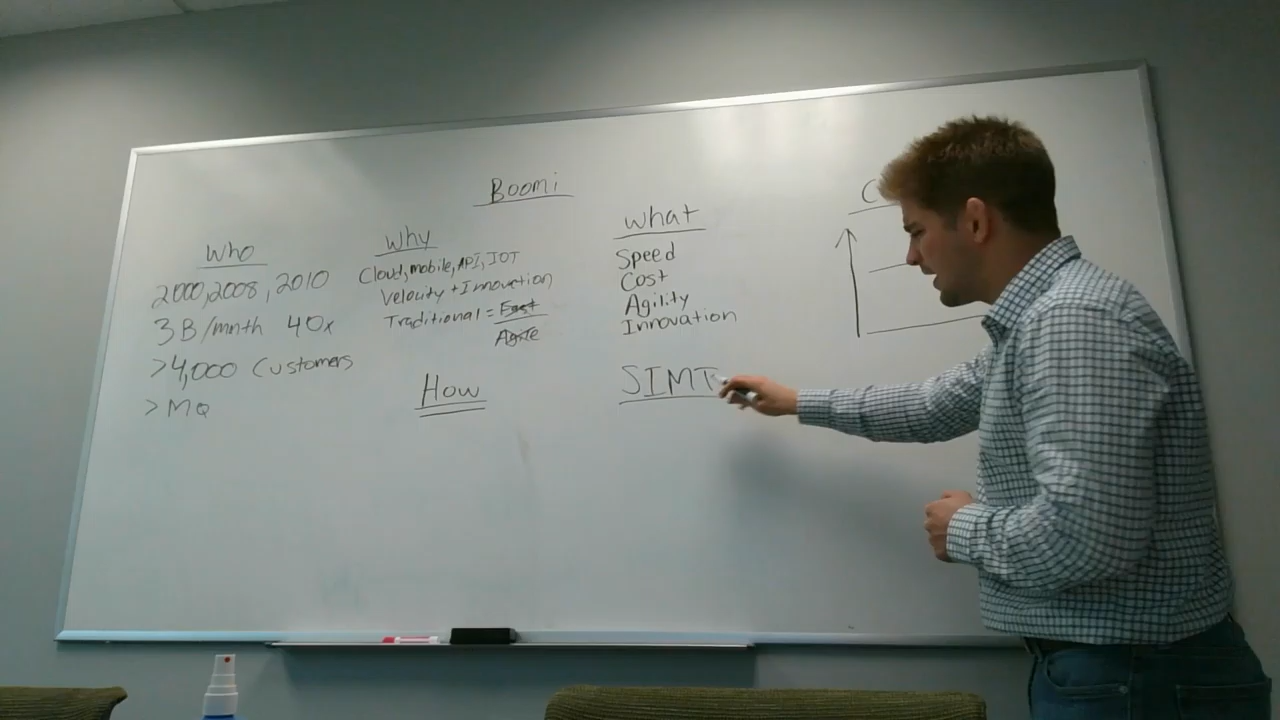 Boomi
Who
2000, 2008, 2010
3B/mnth 40x
>4,000 Customers
>MQ
Why
Cloud, mobile, API, IOT
Velocity + Innovation
Traditional = Fast
Agile
How
What
Speed
Cost
Agility
Innovation
SIMT
C